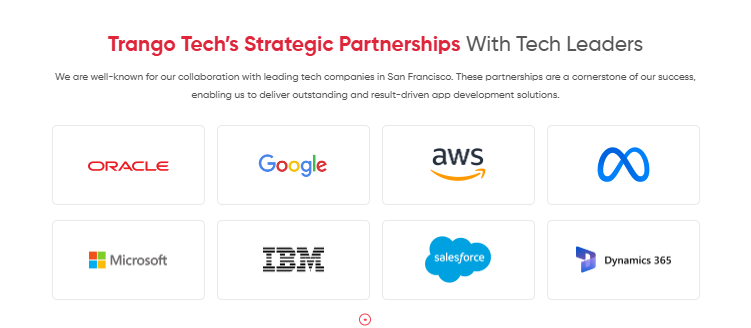 Trango Tech's Strategic Partnerships With Tech Leaders
We are well-known for our collaboration with leading tech companies in San Francisco. These partnerships are a cornerstone of our success,
enabling us to deliver outstanding and result-driven app development solutions.
ORACLE
Google
aws
Microsoft
IBM
salesforce
Dynamics 365